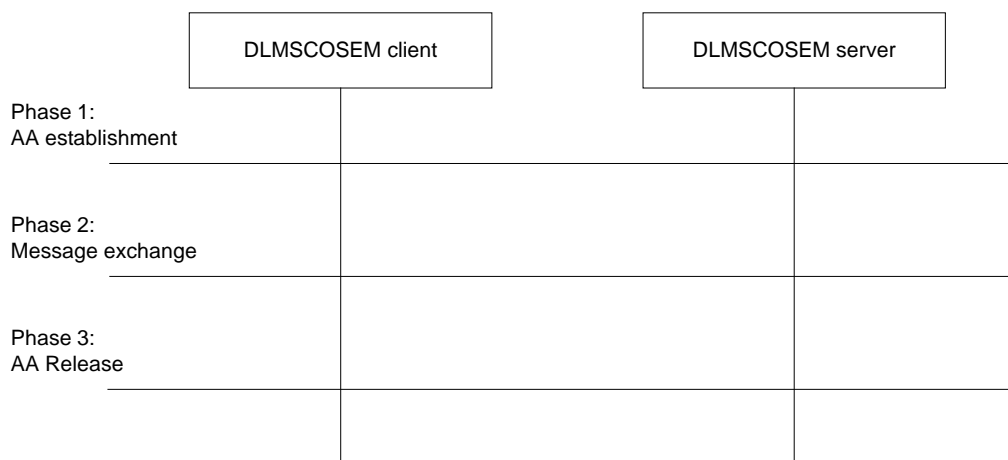 DLMSCOSEM client
DLMSCOSEM server
Phase 1:
AA establishment
Phase 2:
Message exchange
Phase 3:
AA Release